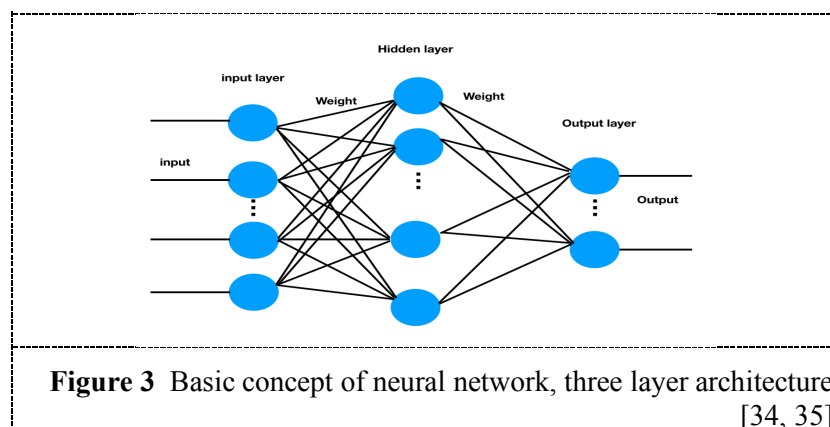 Hidden layer
input layer
Weight
Weight
Output layer
input
Output
Figure 3 Basic concept of neural network, three layer architecture
[34, 35]